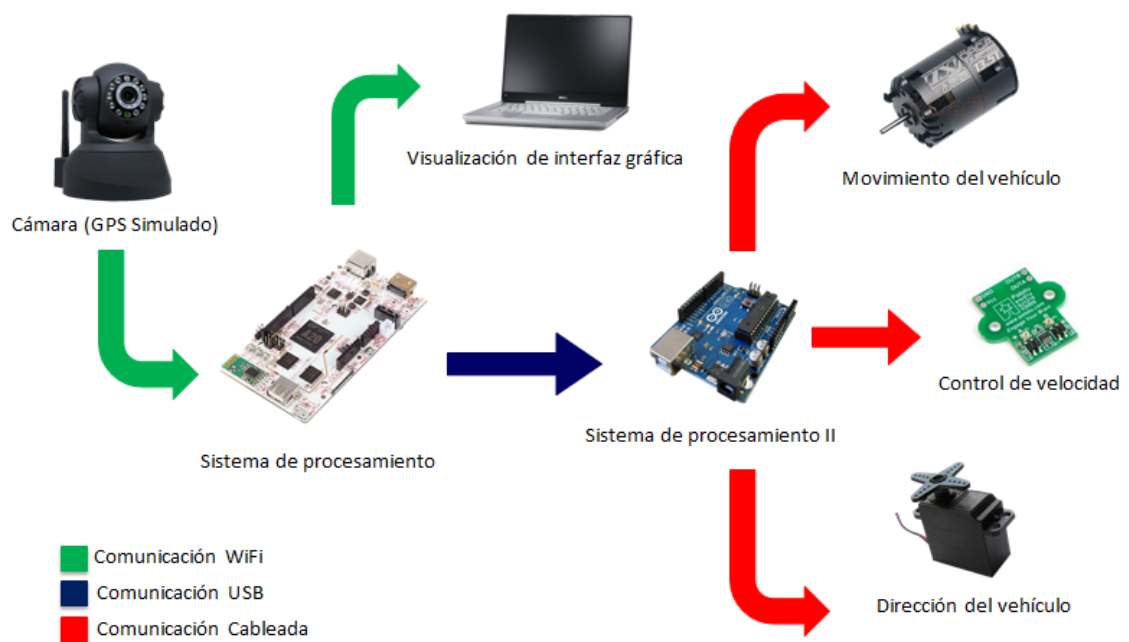 Visualización de interfaz gráfica
Movimiento del vehículo
Cámara (GPS Simulado)
Control de velocidad
Sistema de procesamiento
Sistema de procesamiento II
Dirección del vehículo
Comunicación WiFi
Comunicación USB
Comunicación Cableada